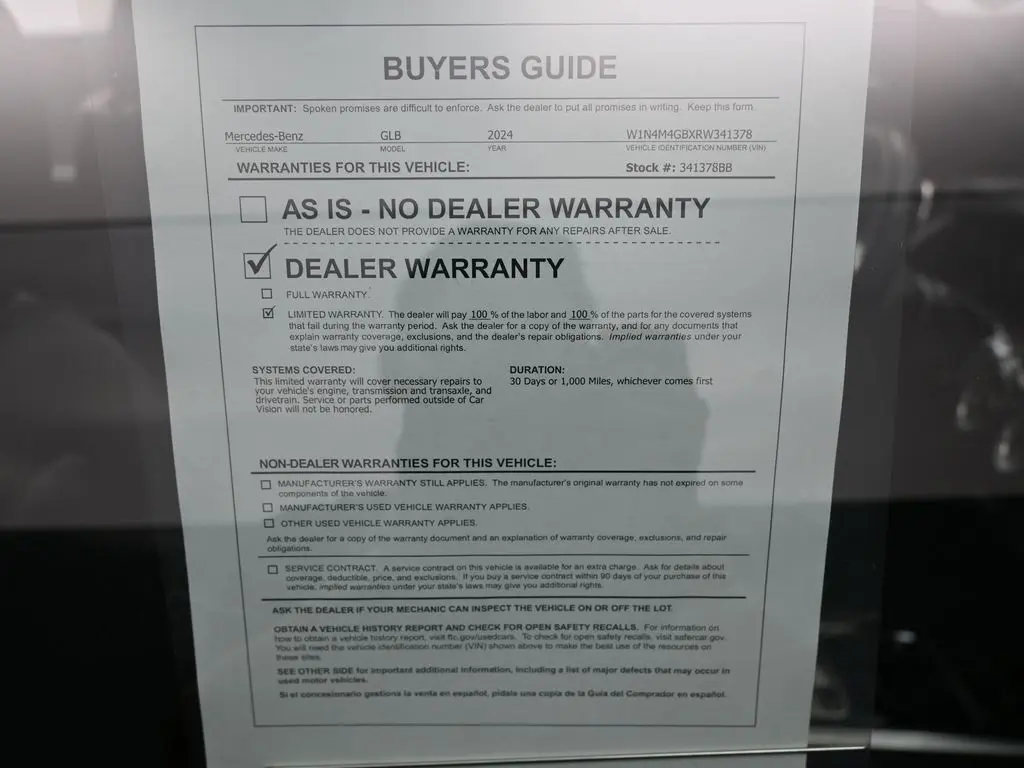 BUYERS GUIDE
IMPORTANT: Spoken promises are difficult to enforce. Ask the dealer to put all promises in writing. Keep this form.
Mercedes-Benz GLB 2024 W1N4M4GBXRW341378
VEHICLE MAKE MODEL YEAR VEHICLE IDENTIFICATION NUMBER (VIN)
WARRANTIES FOR THIS VEHICLE: Stock #: 341378BB
AS IS - NO DEALER WARRANTY
THE DEALER DOES NOT PROVIDE A WARRANTY FOR ANY REPAIRS AFTER SALE.
DEALER WARRANTY
FULL WARRANTY.
LIMITED WARRANTY. The dealer will pay 100 % of the labor and 100 % of the parts for the covered systems
that fail during the warranty period. Ask the dealer for a copy of the warranty, and for any documents that
explain warranty coverage, exclusions, and the dealer's repair obligations. Implied warranties under your
state's laws may give you additional rights.
SYSTEMS COVERED:
This limited warranty will cover necessary repairs to
your vehicle's engine, transmission and transaxle, and
drivetrain. Service or parts performed outside of Car
Vision will not be honored.
DURATION:
30 Days or 1,000 Miles, whichever comes first
NON-DEALER WARRANTIES FOR THIS VEHICLE:
MANUFACTURER'S WARRANTY STILL APPLIES. The manufacturer's original warranty has not expired on some
components of the vehicle.
MANUFACTURER'S USED VEHICLE WARRANTY APPLIES.
OTHER USED VEHICLE WARRANTY APPLIES.
Ask the dealer for a copy of the warranty document and an explanation of warranty coverage, exclusions, and repair
obligations.
SERVICE CONTRACT. A service contract on this vehicle is available for an extra charge. Ask for details about
coverage, deductible, price, and exclusions. If you buy a service contract within 90 days of your purchase of this
vehicle, implied warranties under your state's laws may give you additional rights.
ASK THE DEALER IF YOUR MECHANIC CAN INSPECT THE VEHICLE ON OR OFF THE LOT.
OBTAIN A VEHICLE HISTORY REPORT AND CHECK FOR OPEN SAFETY RECALLS. For information on
how to obtain a vehicle history report, visit ftc.gov/usedcars. To check for open safety recalls, visit safercar.gov.
You will need the vehicle identification number (VIN) shown above to make the best use of the resources on
these sites.
SEE OTHER SIDE for important additional information, including a list of major defects that may occur in
used motor vehicles.
Si el concesionario gestiona la venta en español, pídale una copia de la Guía del Comprador en español.